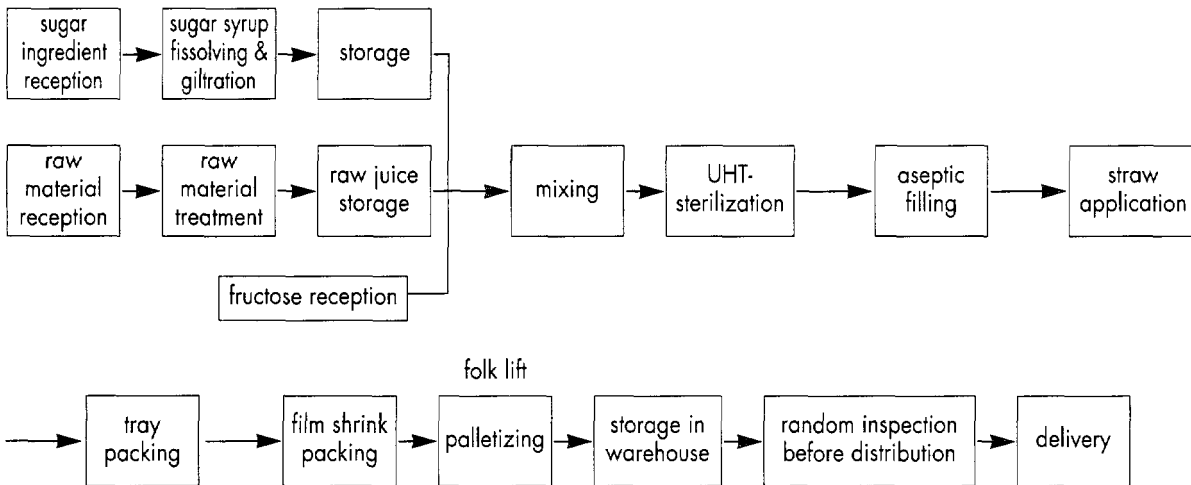 sugar
ingredient
reception
sugar syrup
fissolving &
giltration
storage
raw
material
reception
raw
material
treatment
raw juice
storage
mixing
UHT-
sterilization
aseptic
filling
straw
application
fructose reception
folk lift
tray
packing
film shrink
packing
palletizing
storage in
warehouse
random inspection
before distribution
delivery